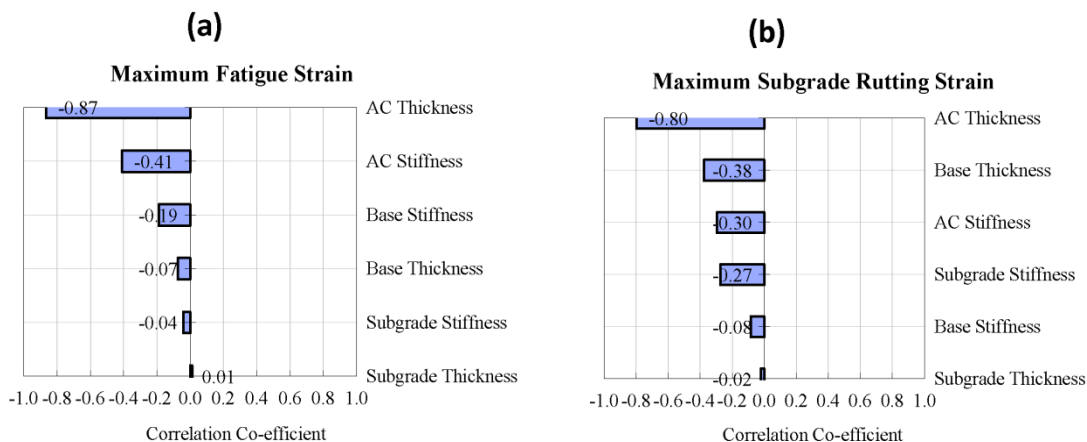 (a)
Maximum Fatigue Strain
-0.87 AC Thickness
-0.41 AC Stiffness
-0.19 Base Stiffness
-0.07 Base Thickness
-0.04 Subgrade Stiffness
0.01 Subgrade Thickness
-1.0 -0.8 -0.6 -0.4 -0.2 0.0 0.2 0.4 0.6 0.8 1.0
Correlation Co-efficient
(b)
Maximum Subgrade Rutting Strain
-0.80 AC Thickness
-0.38 Base Thickness
-0.30 AC Stiffness
-0.27 Subgrade Stiffness
-0.08 Base Stiffness
-0.02 Subgrade Thickness
-1.0 -0.8 -0.6 -0.4 -0.2 0.0 0.2 0.4 0.6 0.8 1.0
Correlation Co-efficient